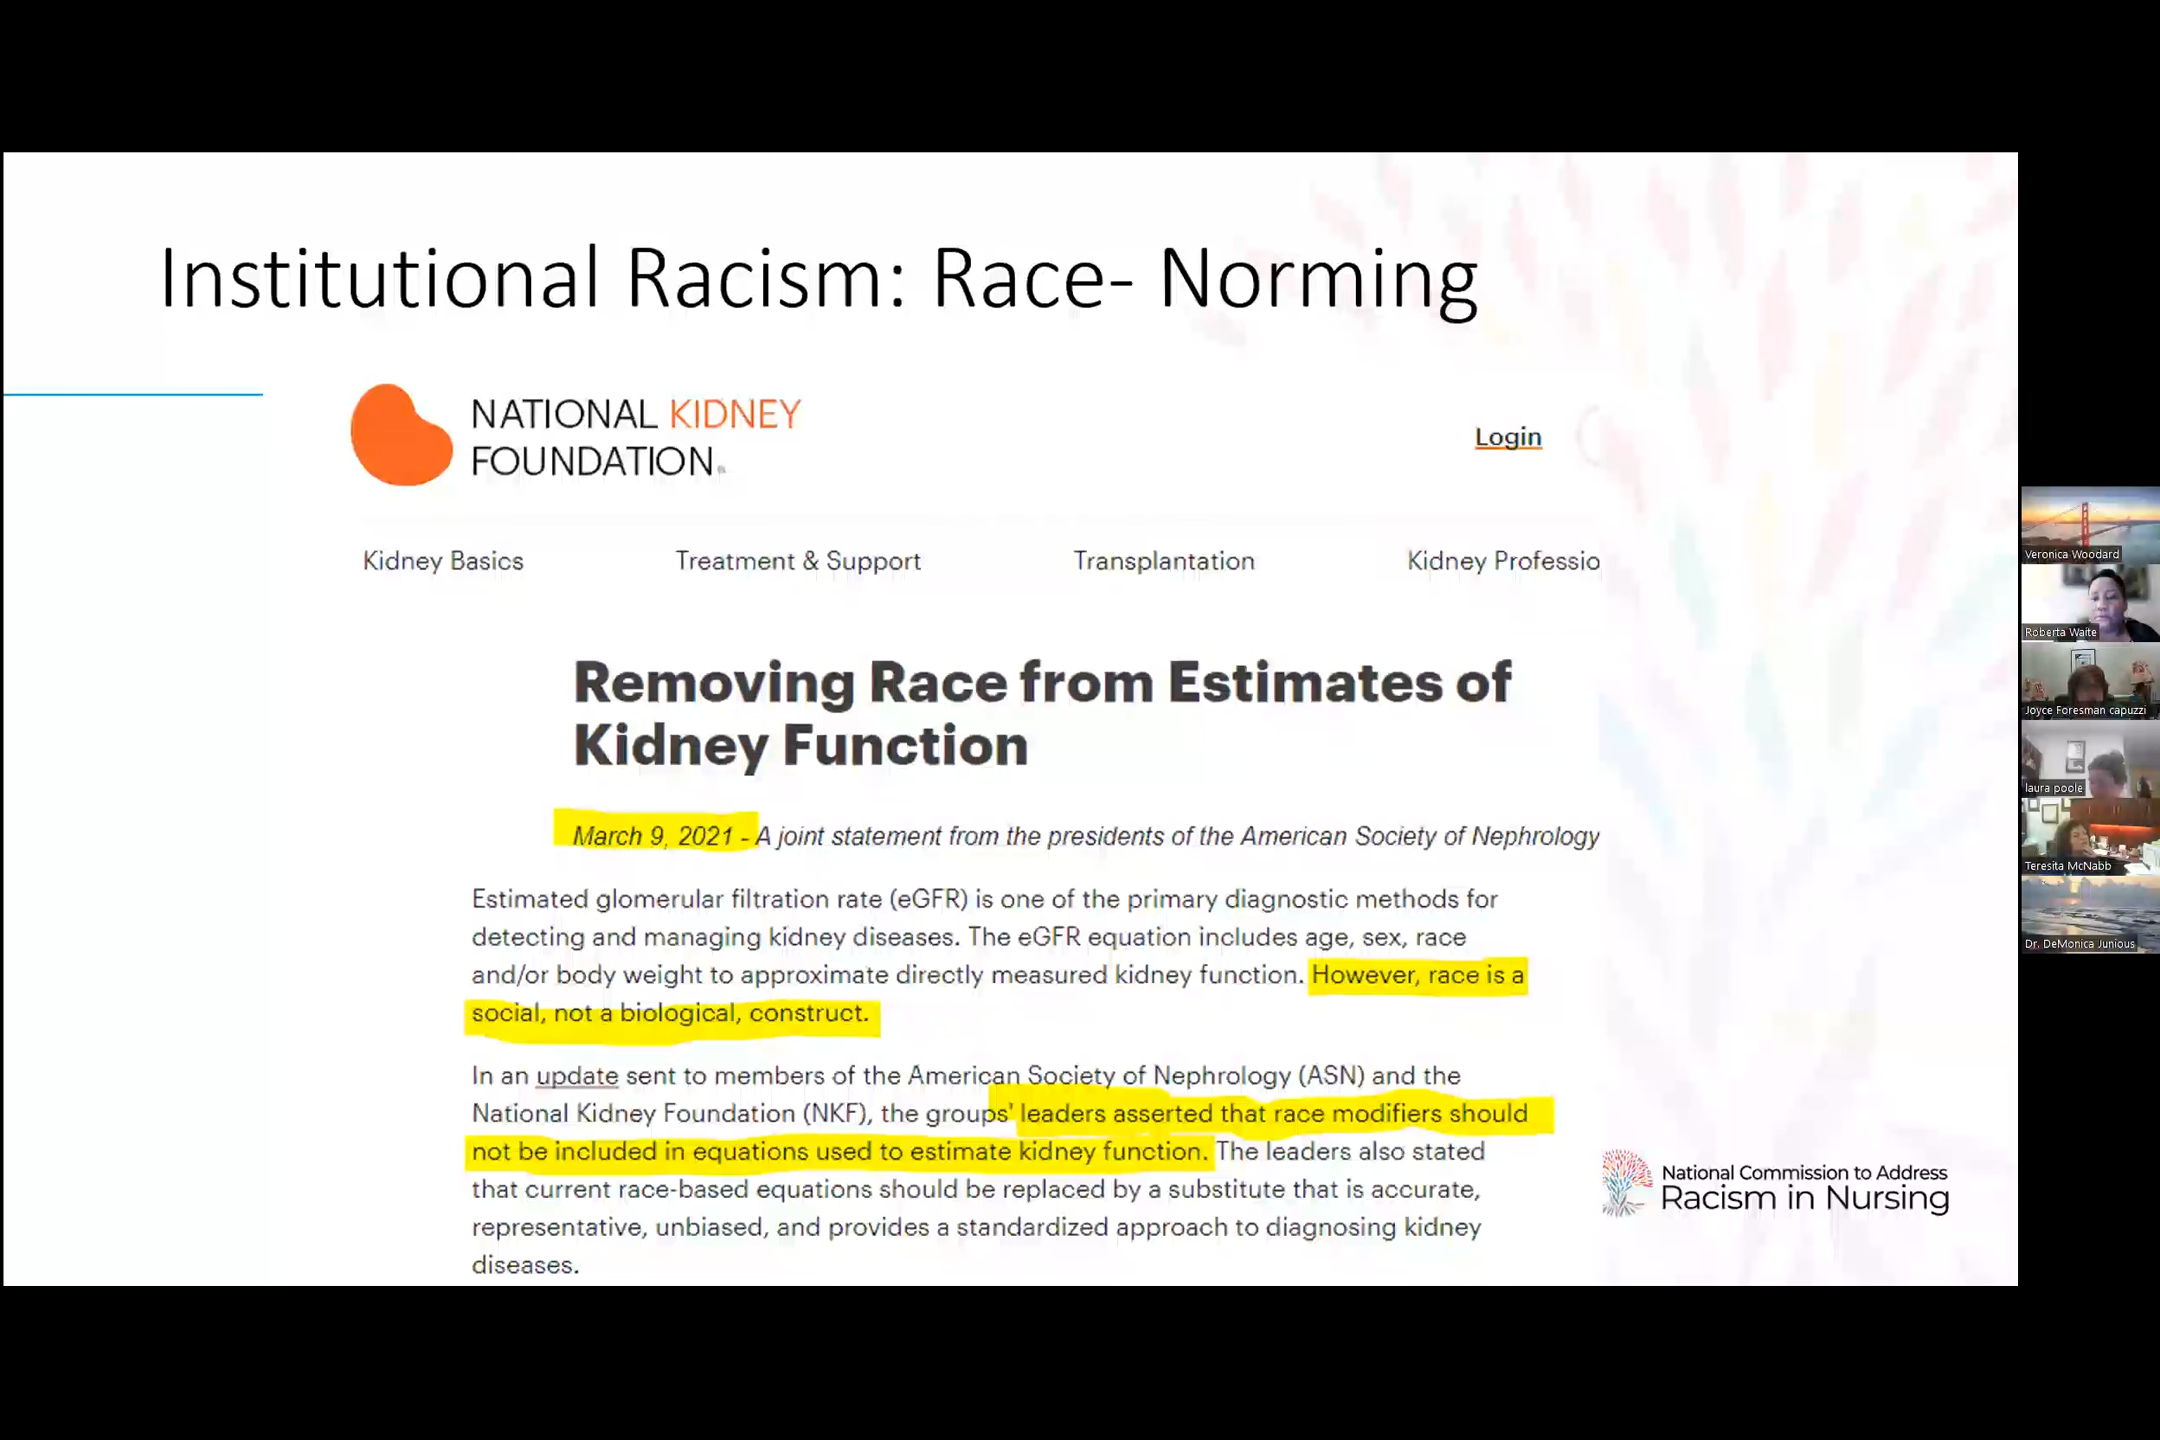 Institutional Racism: Race- Norming
NATIONAL KIDNEY
FOUNDATION®
Login
Kidney Basics
Treatment & Support
Transplantation
Kidney Professio
Removing Race from Estimates of
Kidney Function
March 9, 2021 - A joint statement from the presidents of the American Society of Nephrology
Estimated glomerular filtration rate (eGFR) is one of the primary diagnostic methods for
detecting and managing kidney diseases. The eGFR equation includes age, sex, race
and/or body weight to approximate directly measured kidney function. However, race is a
social, not a biological, construct.
In an update sent to members of the American Society of Nephrology (ASN) and the
National Kidney Foundation (NKF), the groups' leaders asserted that race modifiers should
not be included in equations used to estimate kidney function. The leaders also stated
that current race-based equations should be replaced by a substitute that is accurate,
representative, unbiased, and provides a standardized approach to diagnosing kidney
diseases.
National Commission to Address
Racism in Nursing
Veronica Woodard
Roberta Waite
Joyce Foresman capuzzi
laura poole
Teresita McNabb
Dr. DeMonica Junious